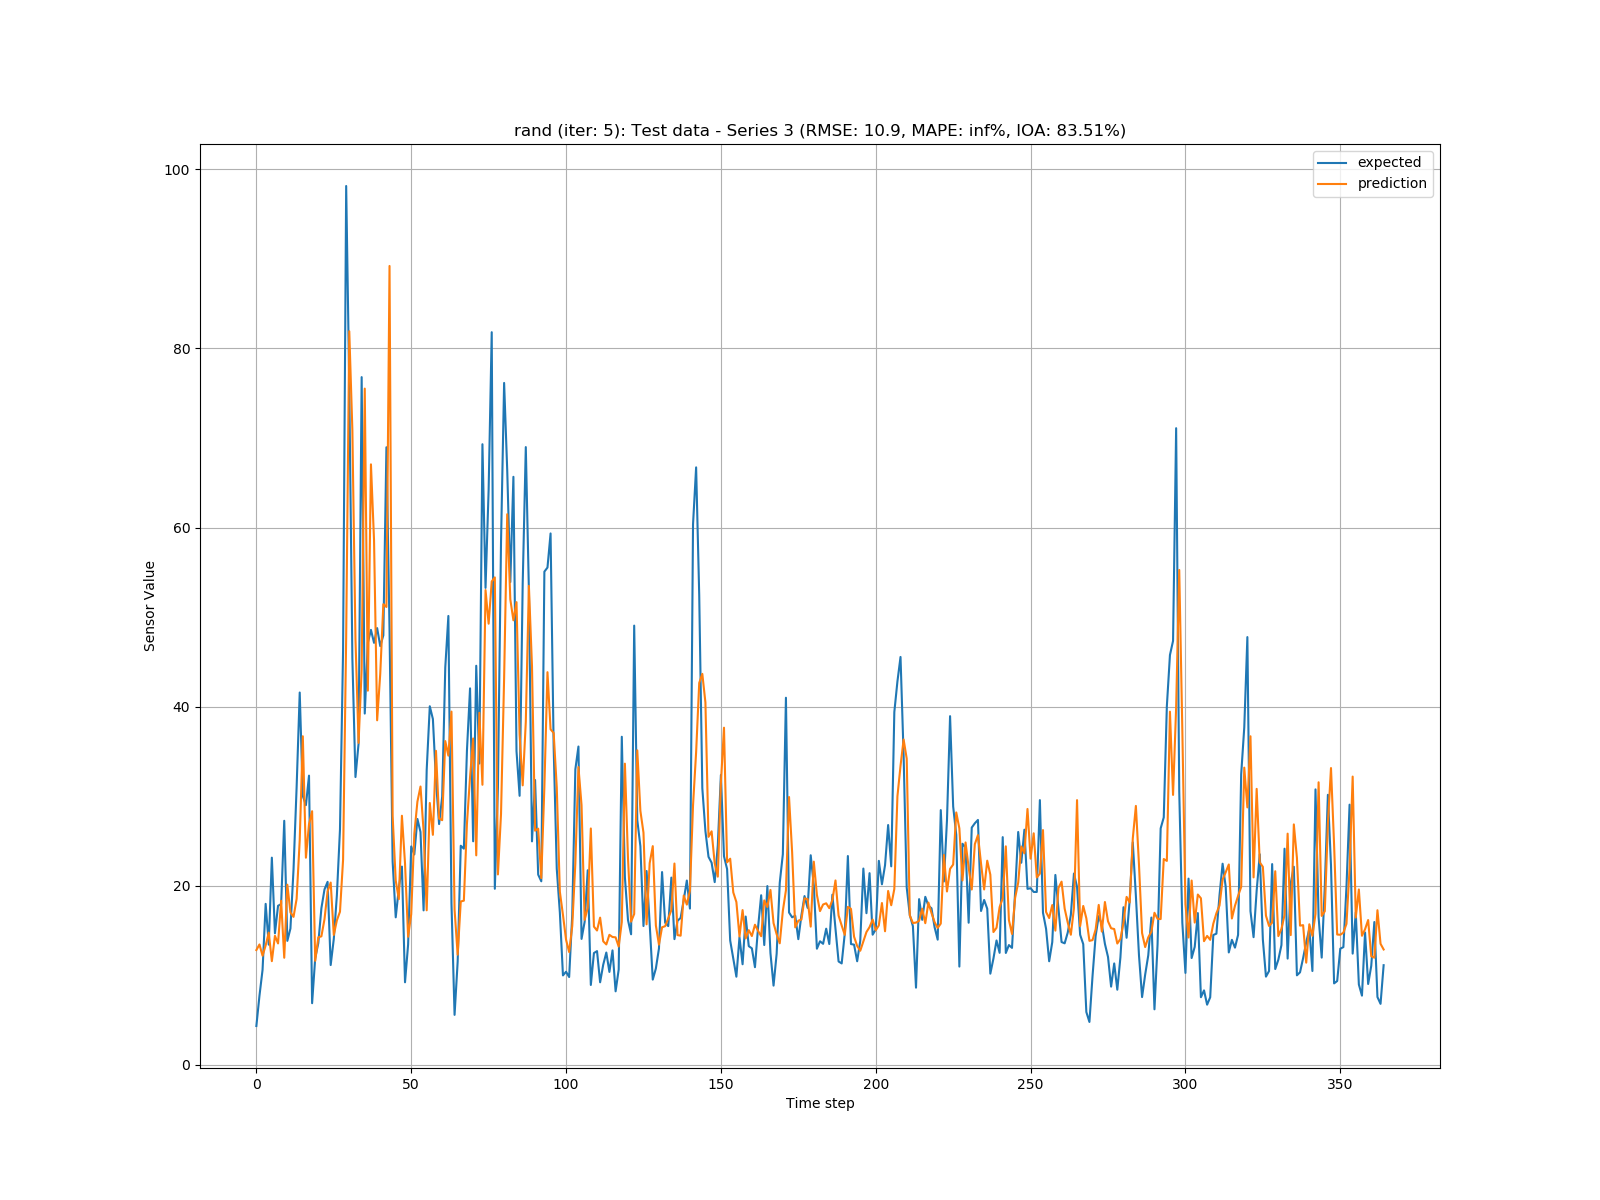 rand (iter: 5): Test data - Series 3 (RMSE: 10.9, MAPE: inf%, IOA: 83.51%)
expected
prediction
100
80
60
40
20
0
Sensor Value
0 50 100 150 200 250 300 350
Time step